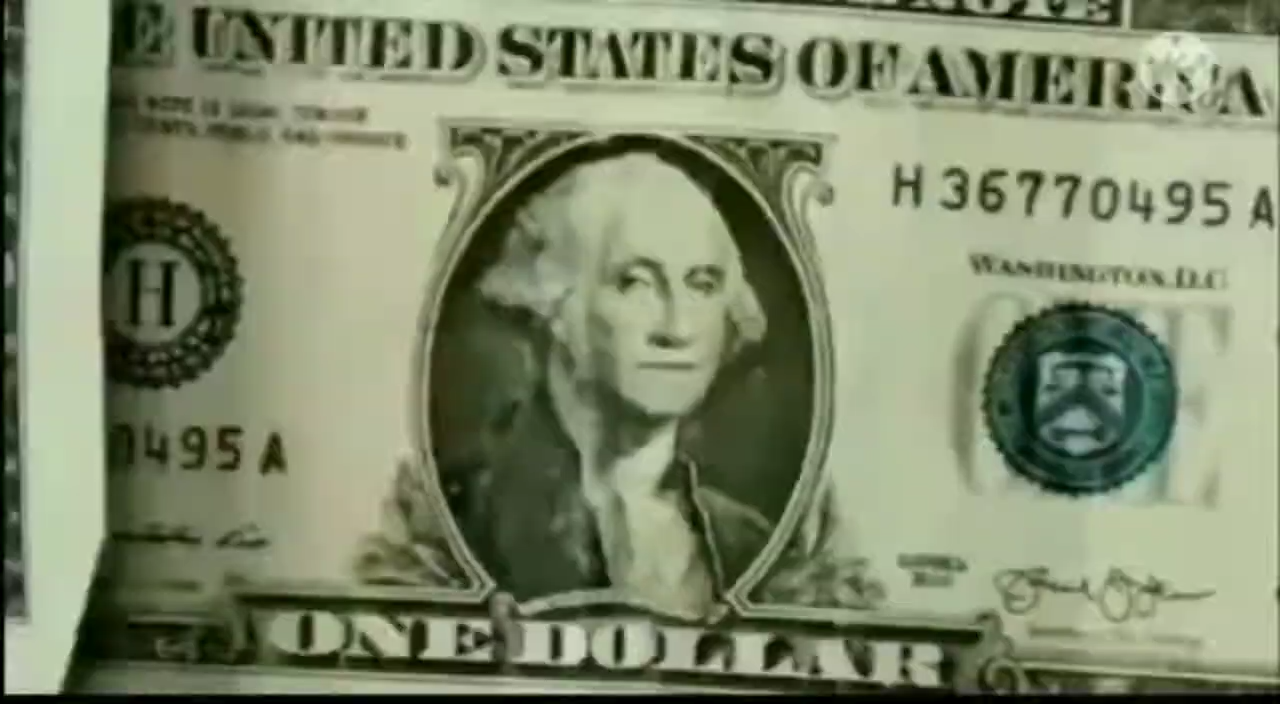 E UNITED STATES OF AMERICA
H 36770495 A
WASHINGTON, D.C.
H
0495 A
ONE DOLLAR